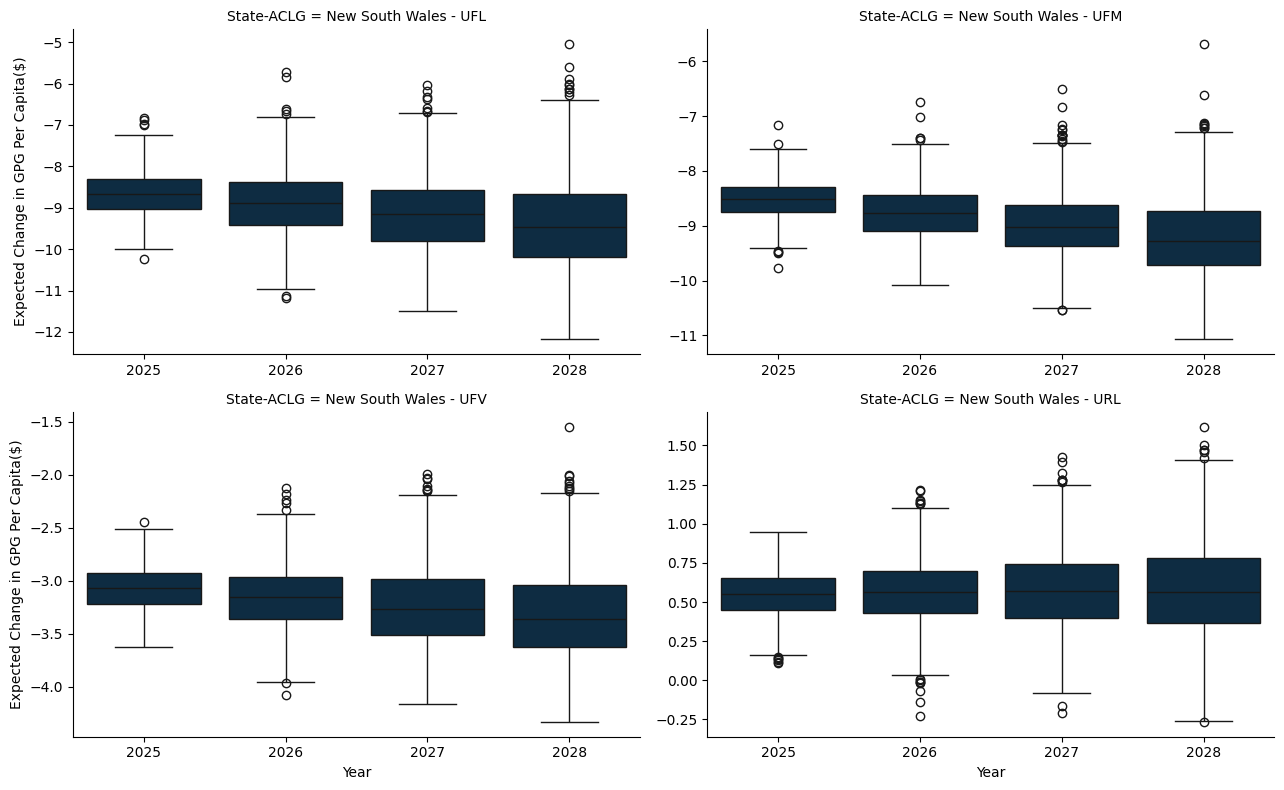 State-ACLG = New South Wales - UFL
Expected Change in GPG Per Capita($)
−5
−6
−7
−8
−9
−10
−11
−12
2025 2026 2027 2028
State-ACLG = New South Wales - UFM
−6
−7
−8
−9
−10
−11
2025 2026 2027 2028
State-ACLG = New South Wales - UFV
Expected Change in GPG Per Capita($)
−1.5
−2.0
−2.5
−3.0
−3.5
−4.0
2025 2026 2027 2028
Year
State-ACLG = New South Wales - URL
1.50
1.25
1.00
0.75
0.50
0.25
0.00
−0.25
2025 2026 2027 2028
Year